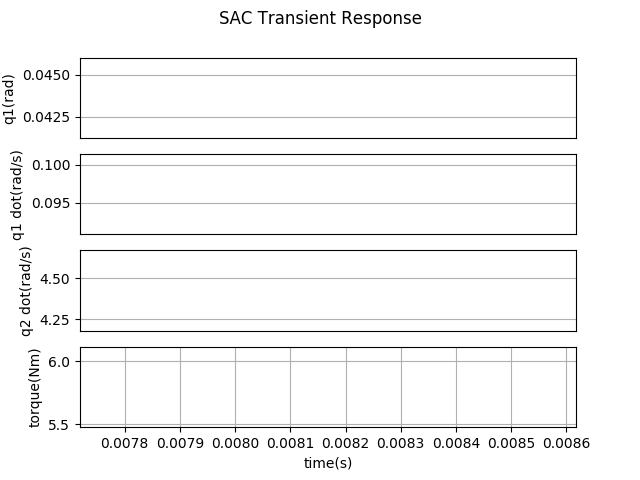 SAC Transient Response
q1(rad)
0.0450
0.0425
q1 dot(rad/s)
0.100
0.095
q2 dot(rad/s)
4.50
4.25
torque(Nm)
6.0
5.5
0.0078 0.0079 0.0080 0.0081 0.0082 0.0083 0.0084 0.0085 0.0086
time(s)